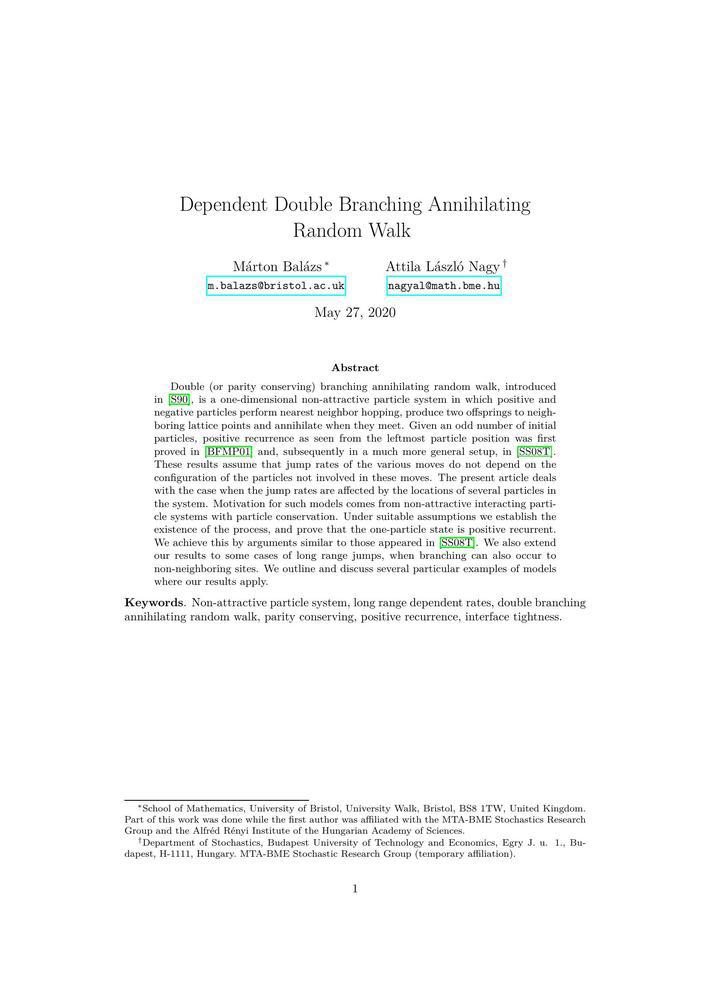 Dependent Double Branching Annihilating
Random Walk
Márton Balázs* Attila László Nagy†
m.balazs@bristol.ac.uk nagyal@math.bme.hu
May 27, 2020
Abstract
Double (or parity conserving) branching annihilating random walk, introduced
in [S90], is a one-dimensional non-attractive particle system in which positive and
negative particles perform nearest neighbor hopping, produce two offsprings to neigh-
boring lattice points and annihilate when they meet. Given an odd number of initial
particles, positive recurrence as seen from the leftmost particle position was first
proved in [BFMP01] and, subsequently in a much more general setup, in [SS08T].
These results assume that jump rates of the various moves do not depend on the
configuration of the particles not involved in these moves. The present article deals
with the case when the jump rates are affected by the locations of several particles in
the system. Motivation for such models comes from non-attractive interacting parti-
cle systems with particle conservation. Under suitable assumptions we establish the
existence of the process, and prove that the one-particle state is positive recurrent.
We achieve this by arguments similar to those appeared in [SS08T]. We also extend
our results to some cases of long range jumps, when branching can also occur to
non-neighboring sites. We outline and discuss several particular examples of models
where our results apply.
Keywords. Non-attractive particle system, long range dependent rates, double branching
annihilating random walk, parity conserving, positive recurrence, interface tightness.
*School of Mathematics, University of Bristol, University Walk, Bristol, BS8 1TW, United Kingdom.
Part of this work was done while the first author was affiliated with the MTA-BME Stochastics Research
Group and the Alfréd Rényi Institute of the Hungarian Academy of Sciences.
†Department of Stochastics, Budapest University of Technology and Economics, Egry J. u. 1., Bu-
dapest, H-1111, Hungary. MTA-BME Stochastic Research Group (temporary affiliation).
1